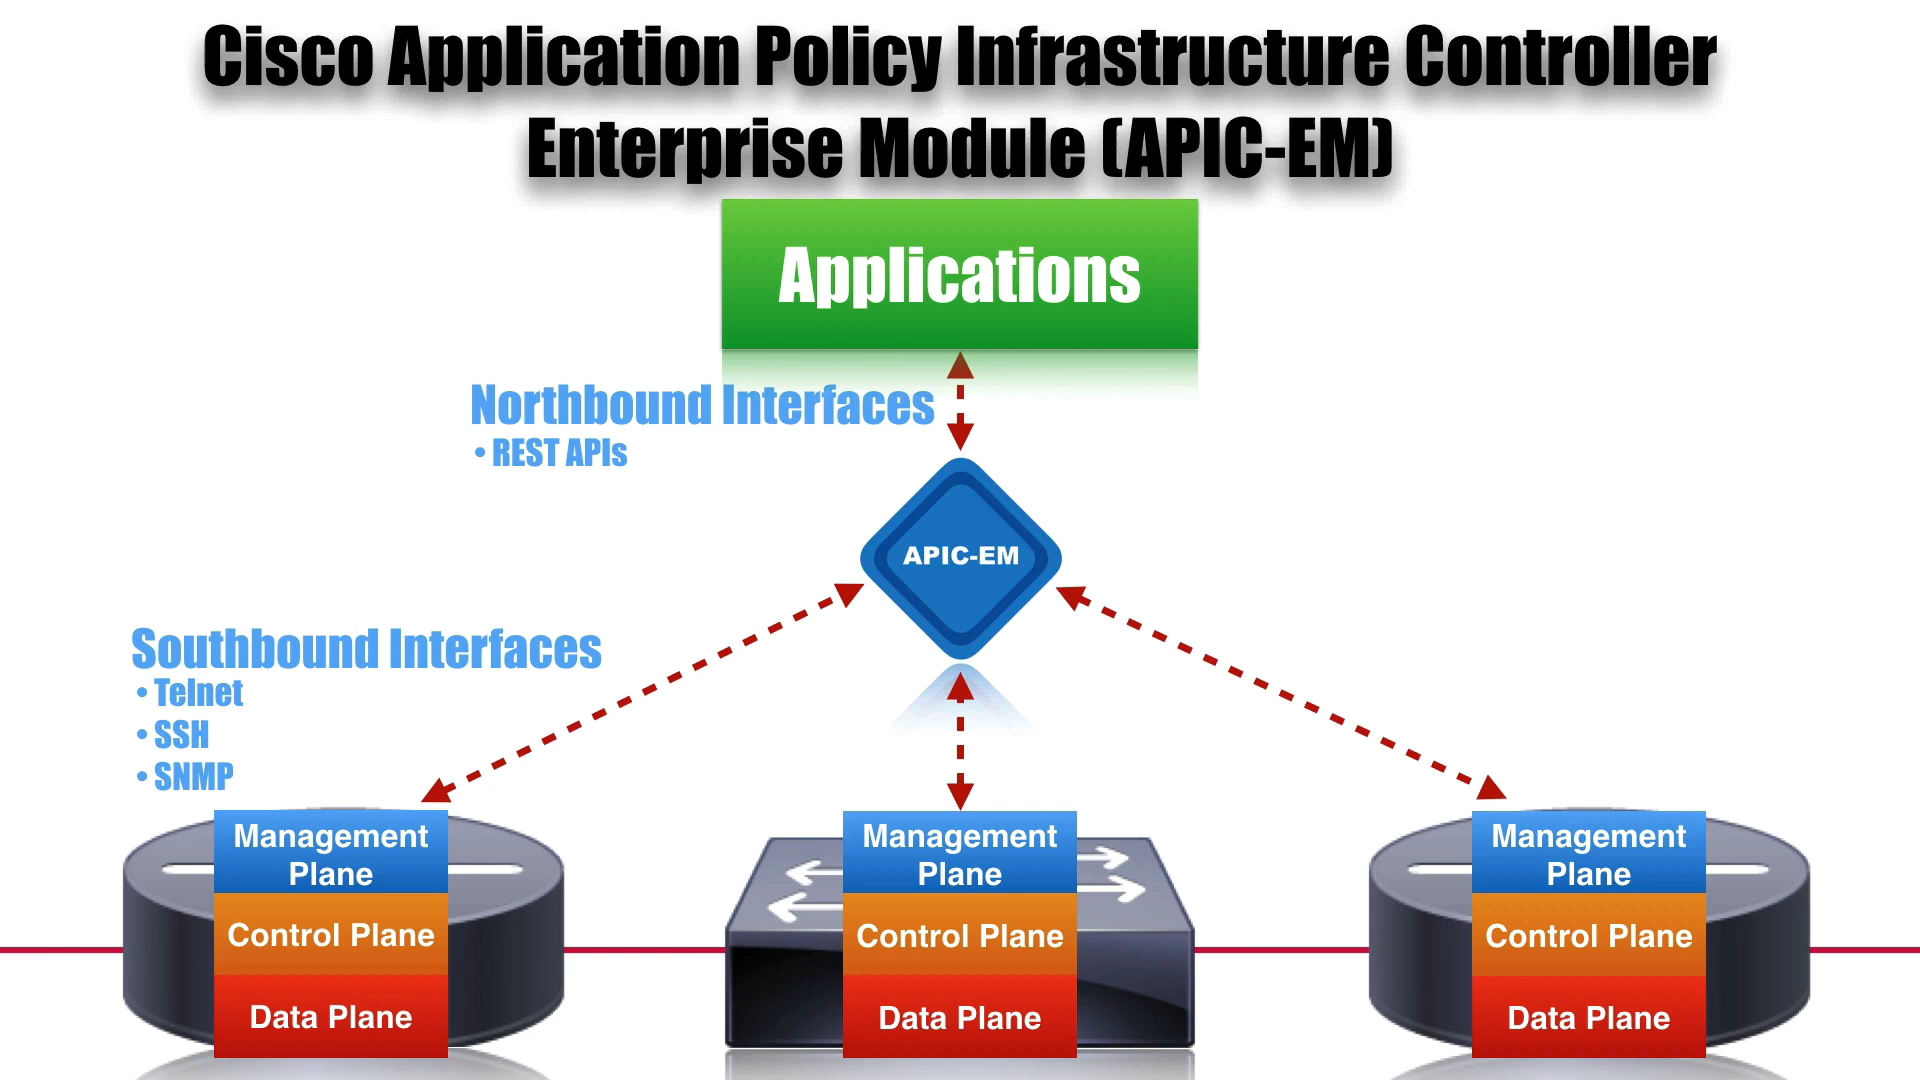 Cisco Application Policy Infrastructure Controller
Enterprise Module (APIC-EM)
Applications
Northbound Interfaces
• REST APIs
APIC-EM
Southbound Interfaces
• Telnet
• SSH
• SNMP
Management
Plane
Control Plane
Data Plane
Management
Plane
Control Plane
Data Plane
Management
Plane
Control Plane
Data Plane